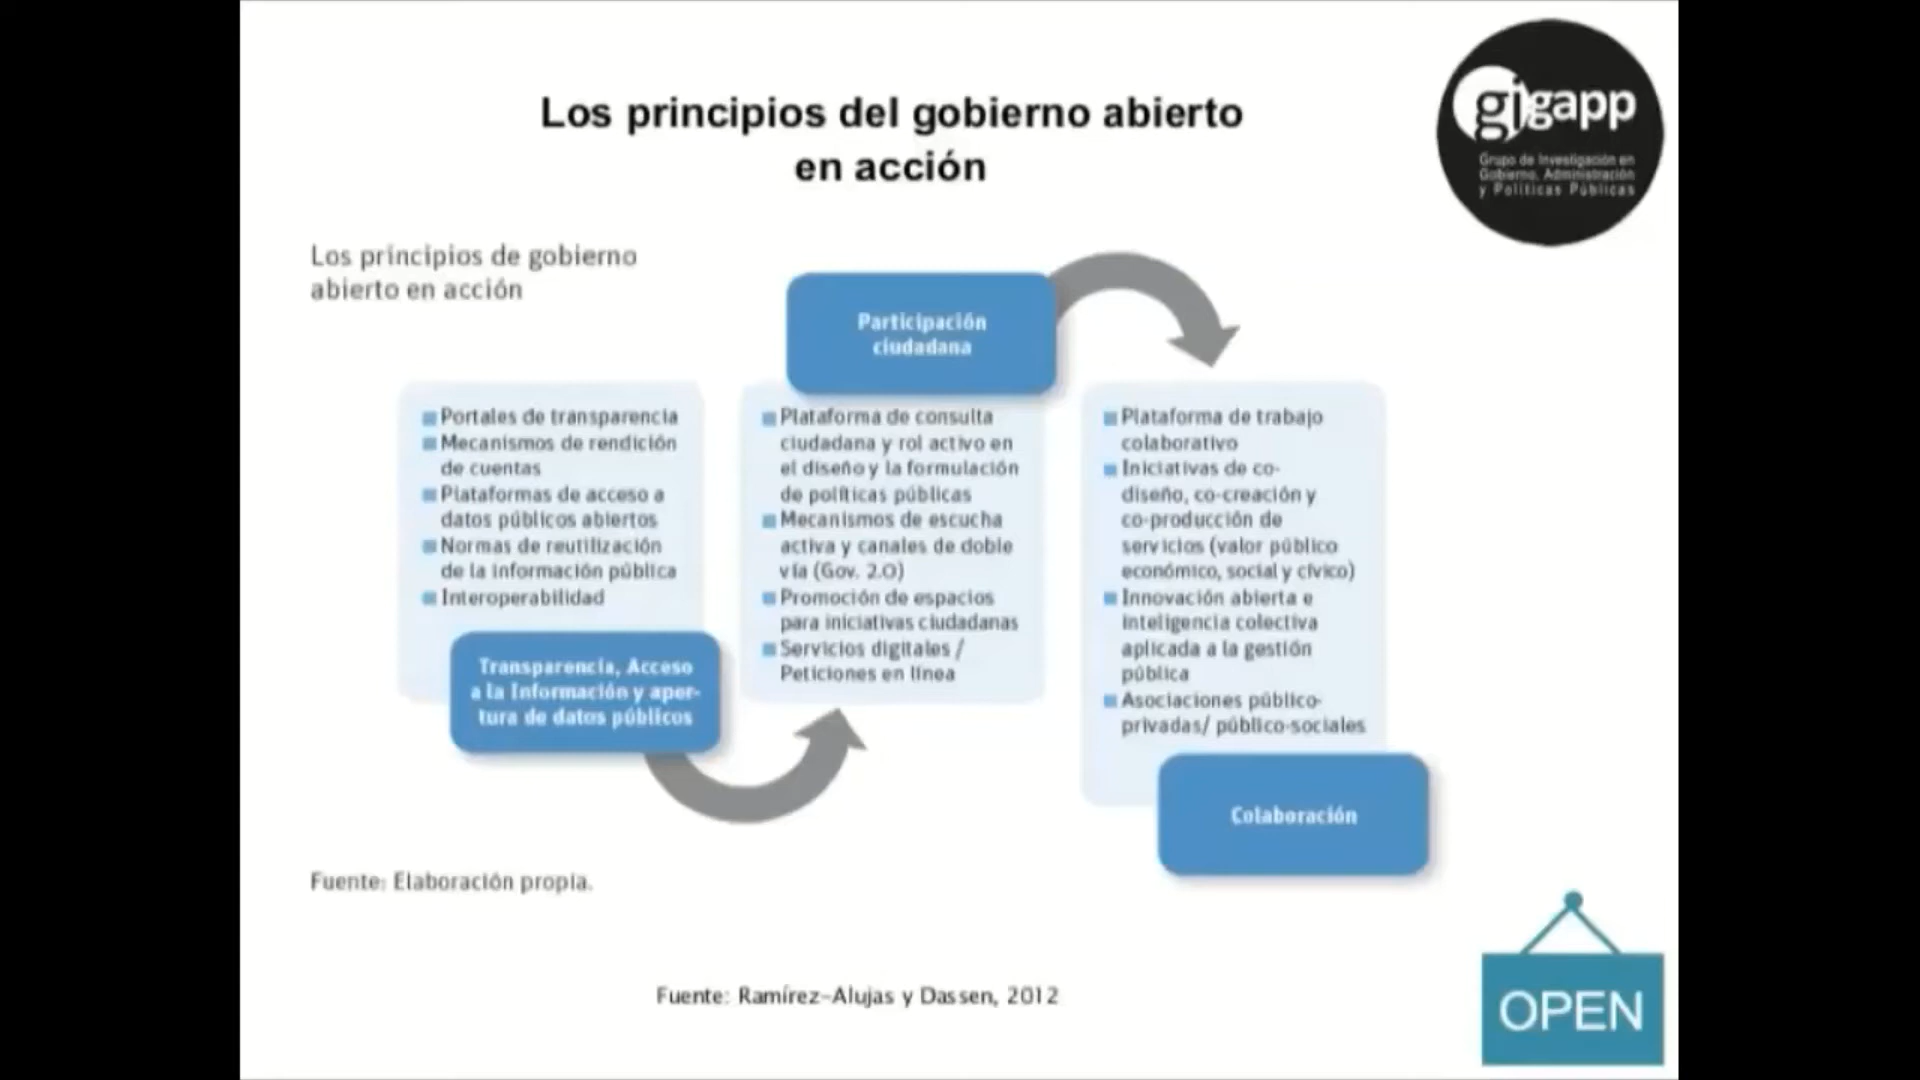 Los principios del gobierno abierto
en acción
gigapp
Grupo de Investigación en
Gobierno, Administración
y Políticas Públicas
Los principios de gobierno
abierto en acción
Portales de transparencia
Mecanismos de rendición
de cuentas
Plataformas de acceso a
datos públicos abiertos
Normas de reutilización
de la información pública
Interoperabilidad
Transparencia, Acceso
a la Información y aper-
tura de datos públicos
Participación
ciudadana
Plataforma de consulta
ciudadana y rol activo en
el diseño y la formulación
de políticas públicas
Mecanismos de escucha
activa y canales de doble
vía (Gov. 2.0)
Promoción de espacios
para iniciativas ciudadanas
Servicios digitales /
Peticiones en línea
Plataforma de trabajo
colaborativo
Iniciativas de co-
diseño, co-creación y
co-producción de
servicios (valor público
económico, social y cívico)
Innovación abierta e
inteligencia colectiva
aplicada a la gestión
pública
Asociaciones público-
privadas/ público-sociales
Colaboración
Fuente: Elaboración propia.
Fuente: Ramírez-Alujas y Dassen, 2012
OPEN